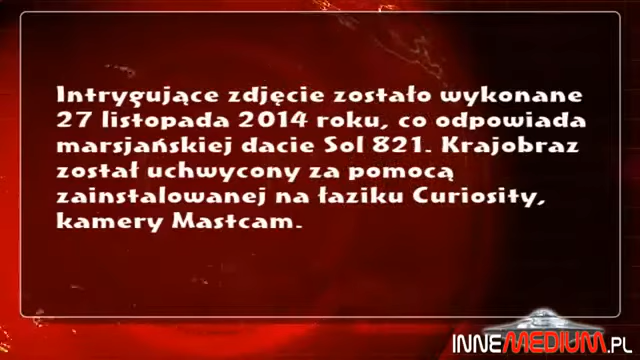 Intrygujące zdjęcie zostało wykonane
27 listopada 2014 roku, co odpowiada
marsjańskiej dacie Sol 821. Krajobraz
został uchwycony za pomocą
zainstalowanej na łaziku Curiosity,
kamery Mastcam.
INNEMEDIUM.PL